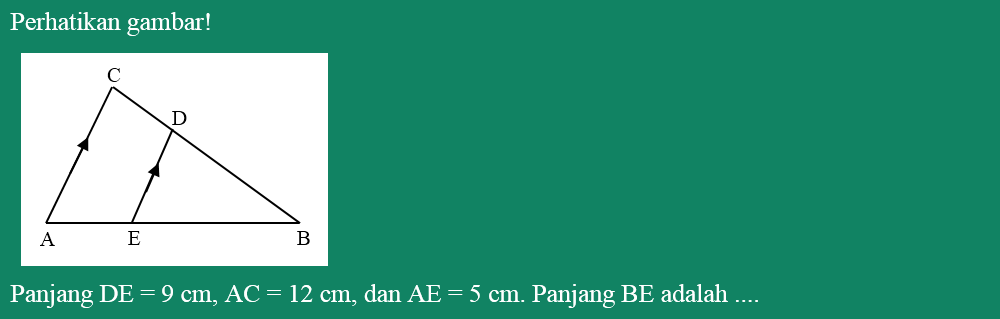 Perhatikan gambar!
C
D
A E B
Panjang DE = 9 cm, AC = 12 cm, dan AE = 5 cm. Panjang BE adalah ....